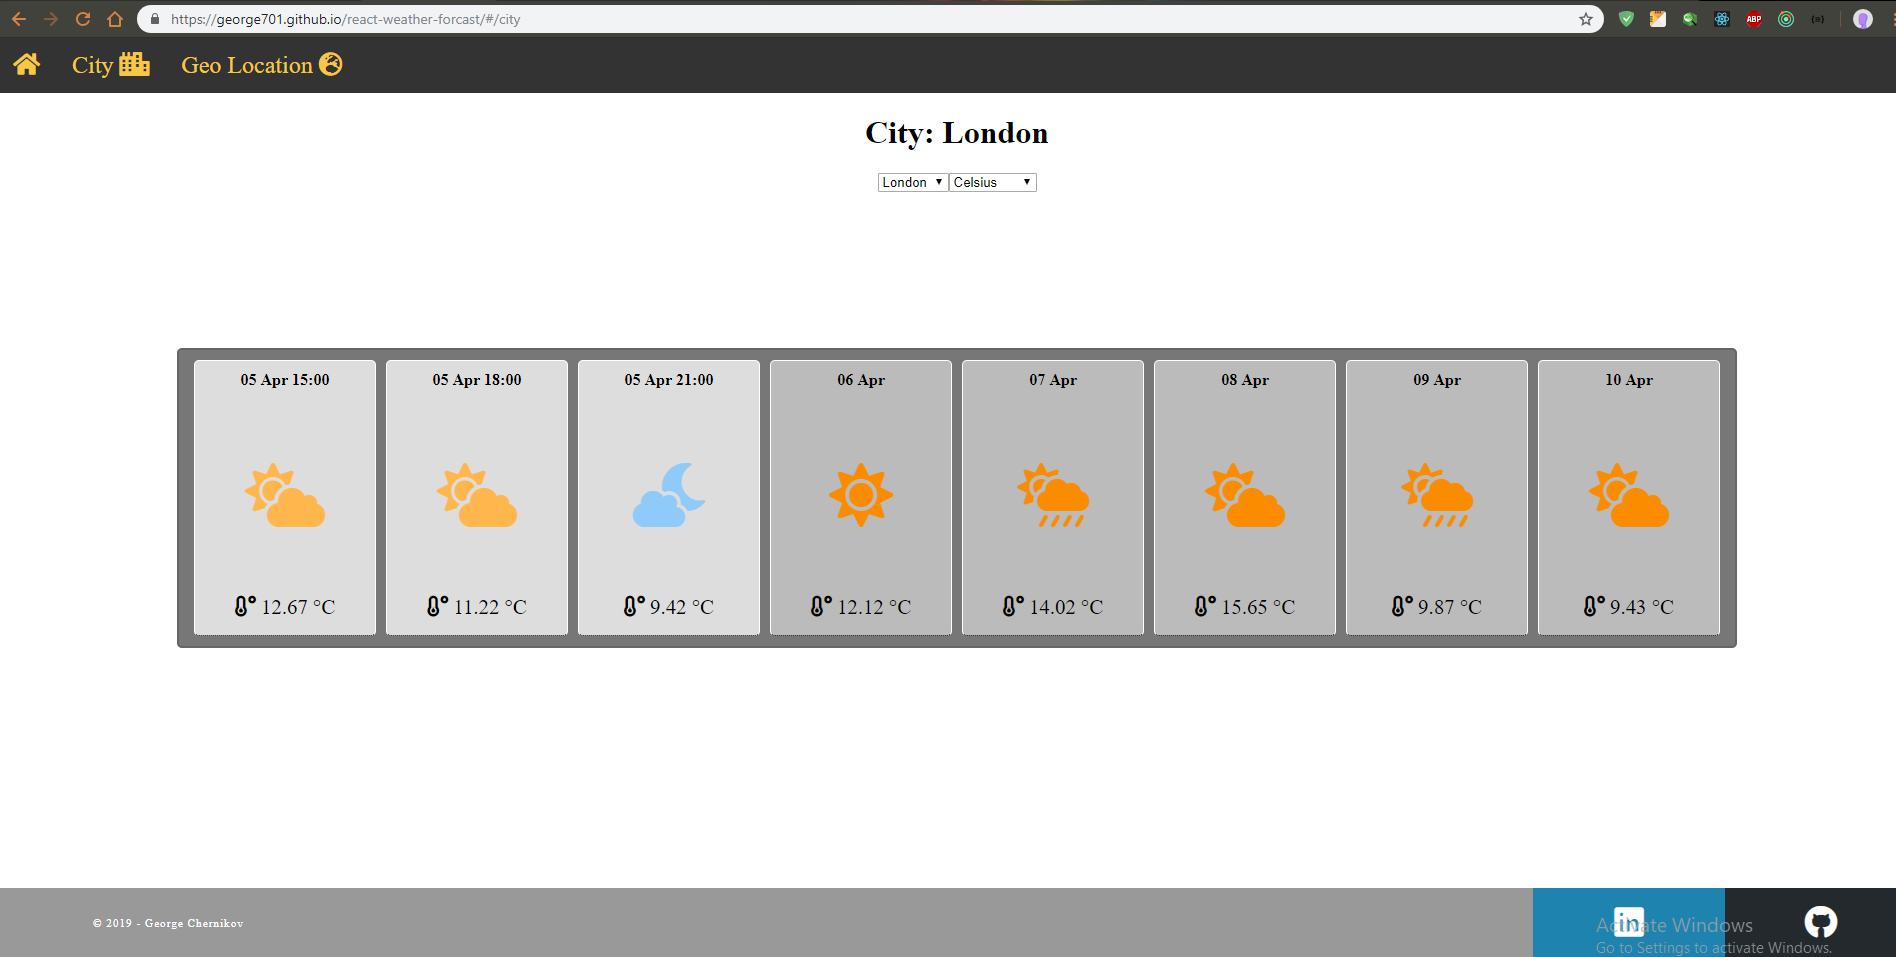 https://george701.github.io/react-weather-forcast/#/city
ABP
City
Geo Location
City: London
London
Celsius
05 Apr 15:00
12.67 °C
05 Apr 18:00
11.22 °C
05 Apr 21:00
9.42 °C
06 Apr
12.12 °C
07 Apr
14.02 °C
08 Apr
15.65 °C
09 Apr
9.87 °C
10 Apr
9.43 °C
© 2019 - George Chernikov
in
Activate Windows
Go to Settings to activate Windows.